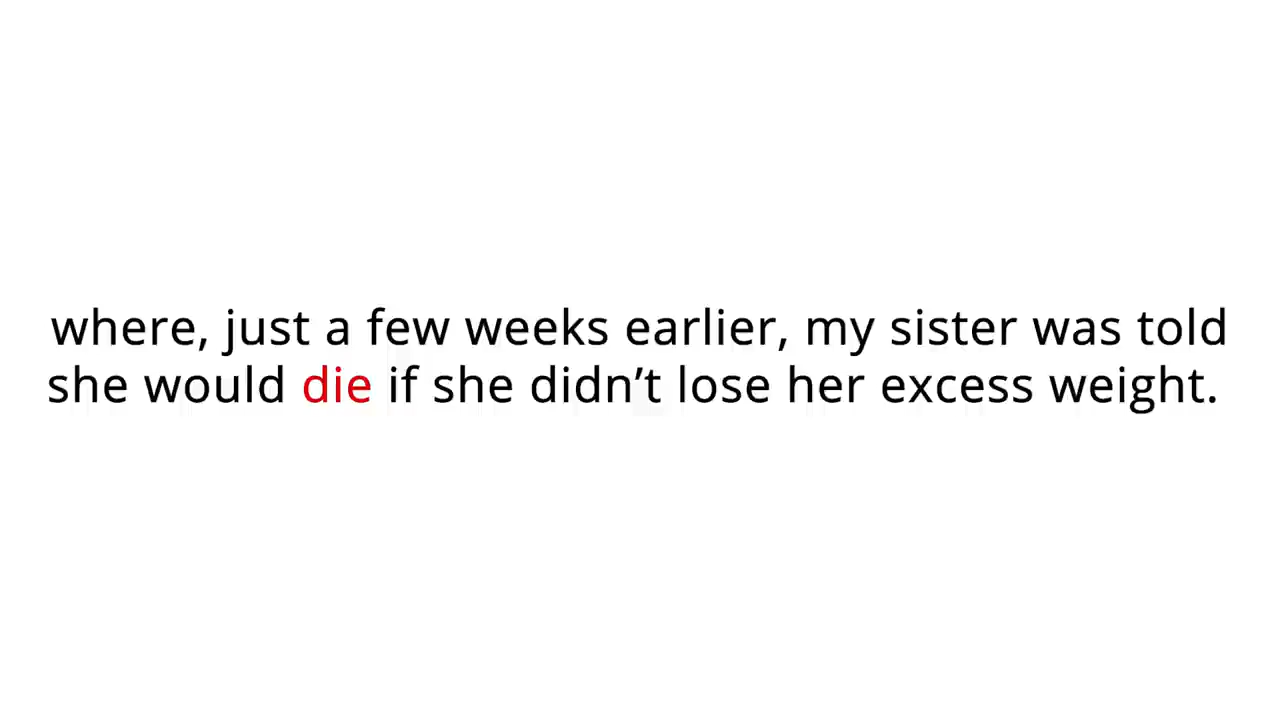 where, just a few weeks earlier, my sister was told
she would die if she didn’t lose her excess weight.